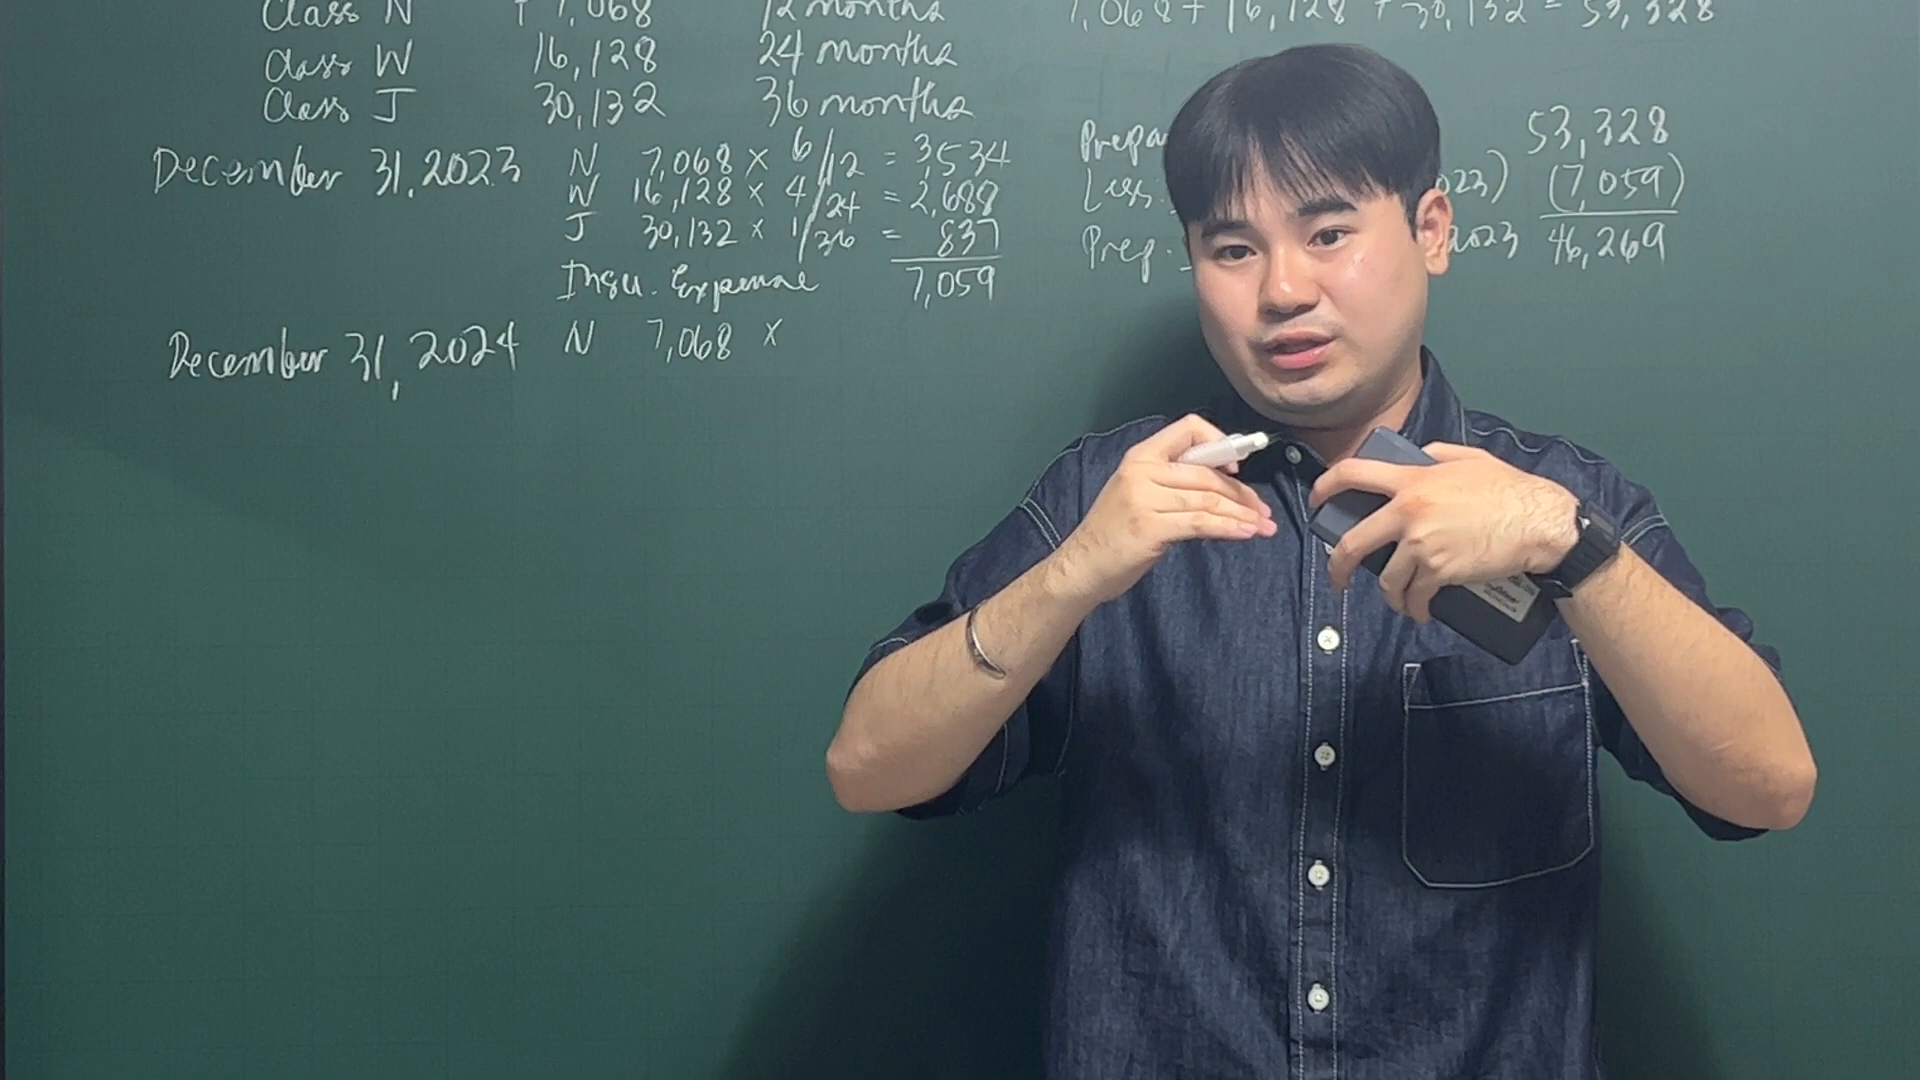 Class N ₱ 7,068 12 months
Class W 16,128 24 months
Class J 30,132 36 months
December 31, 2023 N 7,068 x 6/12 = 3,534
W 16,128 x 4/24 = 2,688
J 30,132 x 1/36 = 837
Insu. Expense 7,059
December 31, 2024 N 7,068 x
7,068 + 16,128 + 30,132 = 53,328
53,328
Less (7,059)
Prep. 2023 46,269